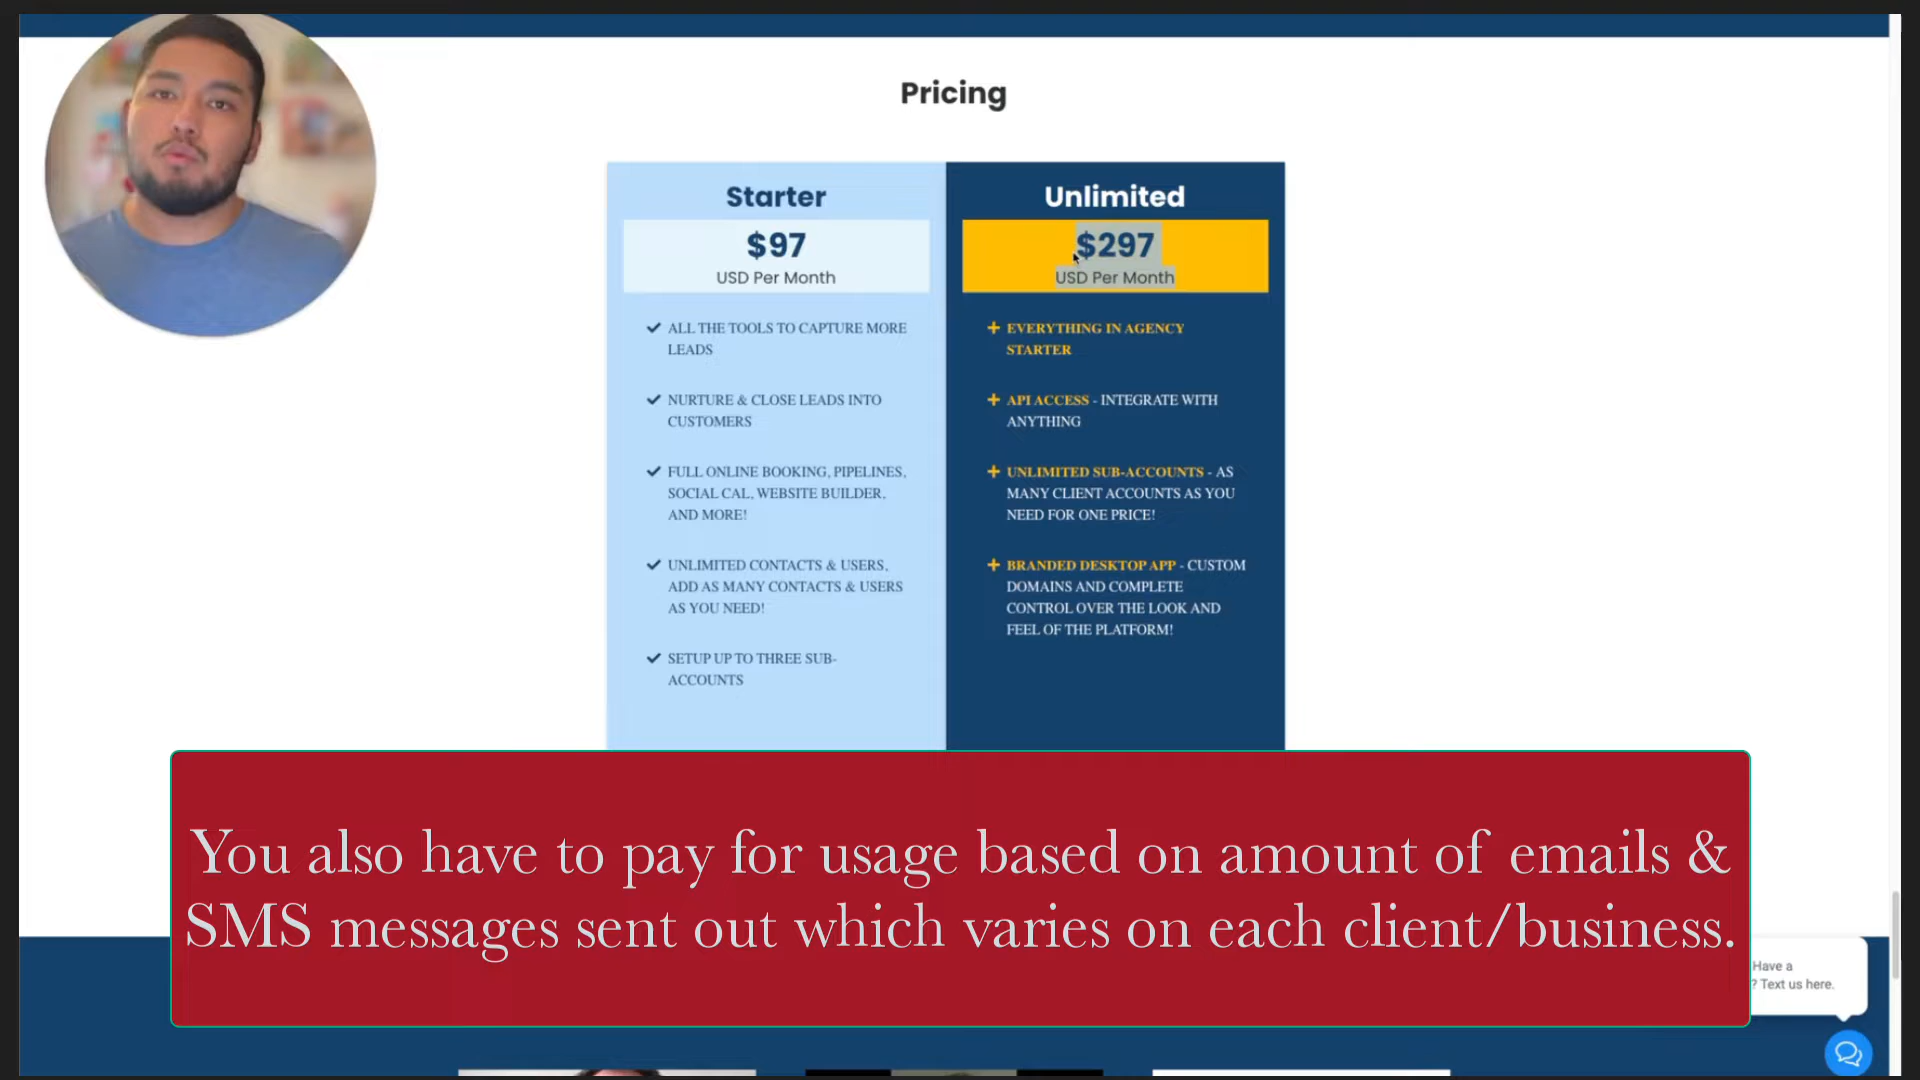 Pricing
Starter
$97
USD Per Month
ALL THE TOOLS TO CAPTURE MORE
LEADS
NURTURE & CLOSE LEADS INTO
CUSTOMERS
FULL ONLINE BOOKING, PIPELINES,
SOCIAL CAL, WEBSITE BUILDER,
AND MORE!
UNLIMITED CONTACTS & USERS,
ADD AS MANY CONTACTS & USERS
AS YOU NEED!
SETUP UP TO THREE SUB-
ACCOUNTS
Unlimited
$297
USD Per Month
EVERYTHING IN AGENCY
STARTER
API ACCESS - INTEGRATE WITH
ANYTHING
UNLIMITED SUB-ACCOUNTS - AS
MANY CLIENT ACCOUNTS AS YOU
NEED FOR ONE PRICE!
BRANDED DESKTOP APP - CUSTOM
DOMAINS AND COMPLETE
CONTROL OVER THE LOOK AND
FEEL OF THE PLATFORM!
You also have to pay for usage based on amount of emails &
SMS messages sent out which varies on each client/business.
Have a
? Text us here.